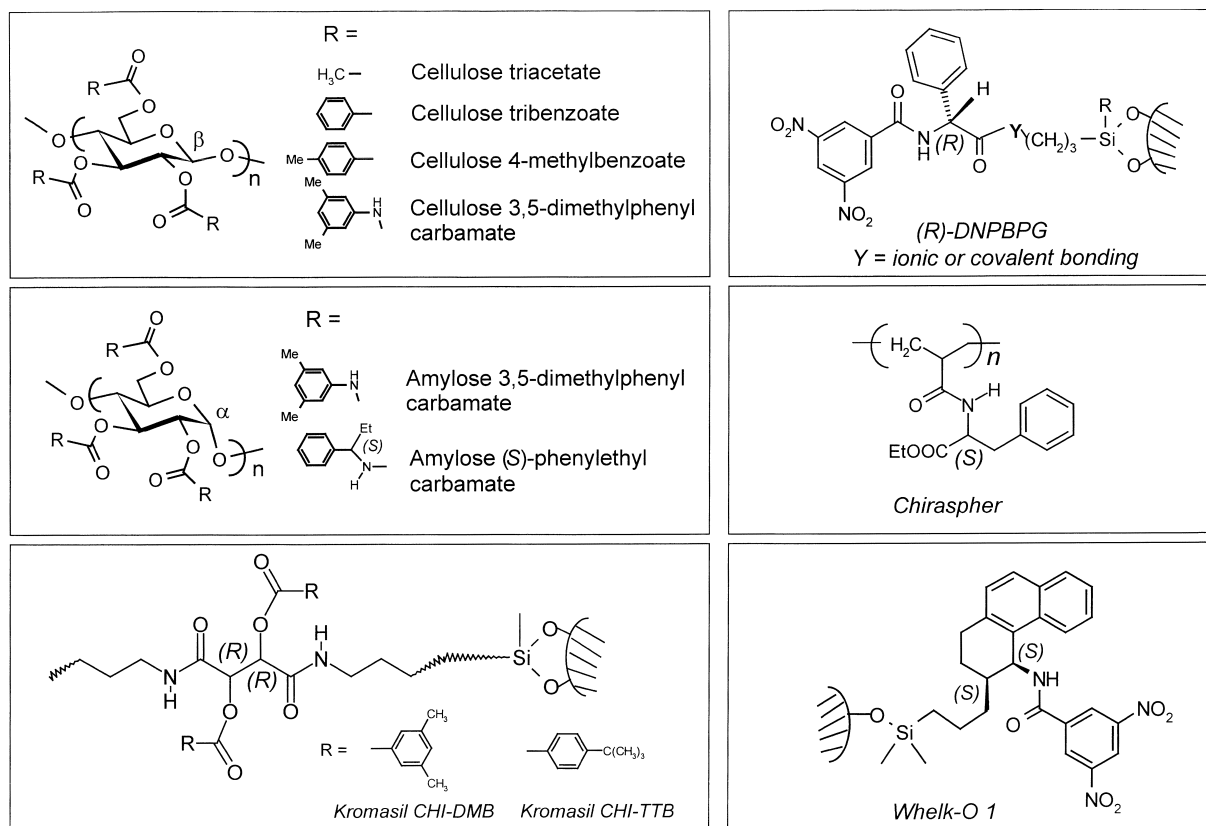 R =
O
R
O
O
O
O
β
O
n
R
O
O
O
O
R
H₃C
Cellulose triacetate
Cellulose tribenzoate
Me
Cellulose 4-methylbenzoate
Me
H
N
Me
Cellulose 3,5-dimethylphenyl
carbamate
H
R
O
NO₂
N
H
(R)
O
Y
(CH₂)₃
Si
O
O
NO₂
(R)-DNPBPG
Y = ionic or covalent bonding
R =
O
R
O
O
O
O
α
O
n
R
O
O
O
O
R
Me
H
N
Me
Amylose 3,5-dimethylphenyl
carbamate
Et
(S)
N
H
Amylose (S)-phenylethyl
carbamate
H₂C
n
O
N
H
EtOOC
(S)
Chiraspher
O
R
O
O
(R)
(R)
H
N
N
H
O
O
R
O
Si
O
O
R =
CH₃
CH₃
C(CH₃)₃
Kromasil CHI-DMB
Kromasil CHI-TTB
(S)
(S)
NH
O
O
Si
NO₂
NO₂
Whelk-O 1